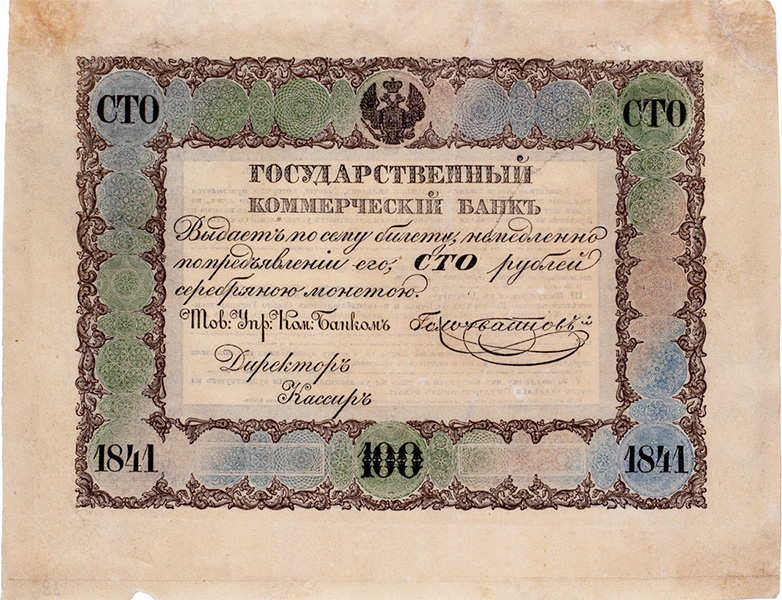 СТО СТО
ГОСУДАРСТВЕННЫЙ
КОММЕРЧЕСКІЙ БАНКЪ
Выдаетъ по сему билету, немедленно
по предъявленіи его, СТО рублей
серебряною монетою.
Тов: Упр: Ком: Банкомъ
Директоръ
Кассиръ
1841 100 1841